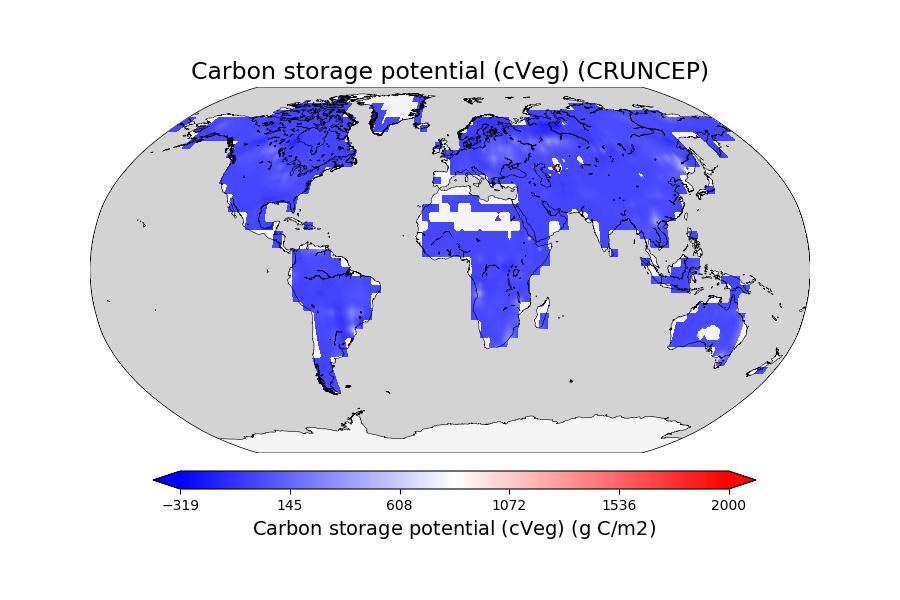 Carbon storage potential (cVeg) (CRUNCEP)
−319 145 608 1072 1536 2000
Carbon storage potential (cVeg) (g C/m2)